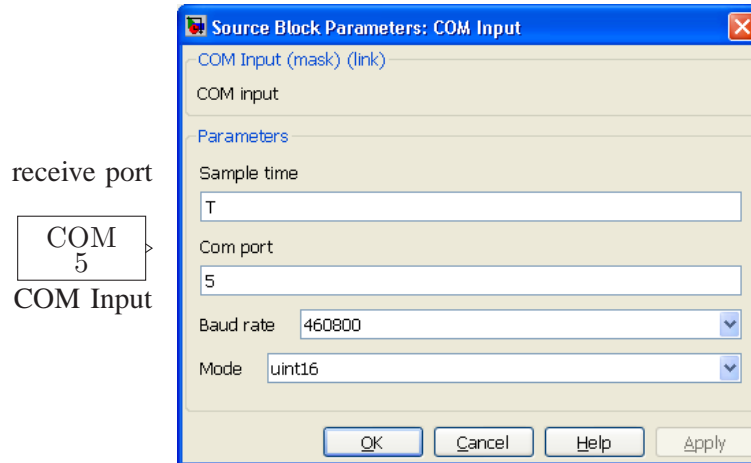 receive port
COM
5
COM Input
Source Block Parameters: COM Input
COM Input (mask) (link)
COM input
Parameters
Sample time
T
Com port
5
Baud rate 460800
Mode uint16
OK Cancel Help Apply